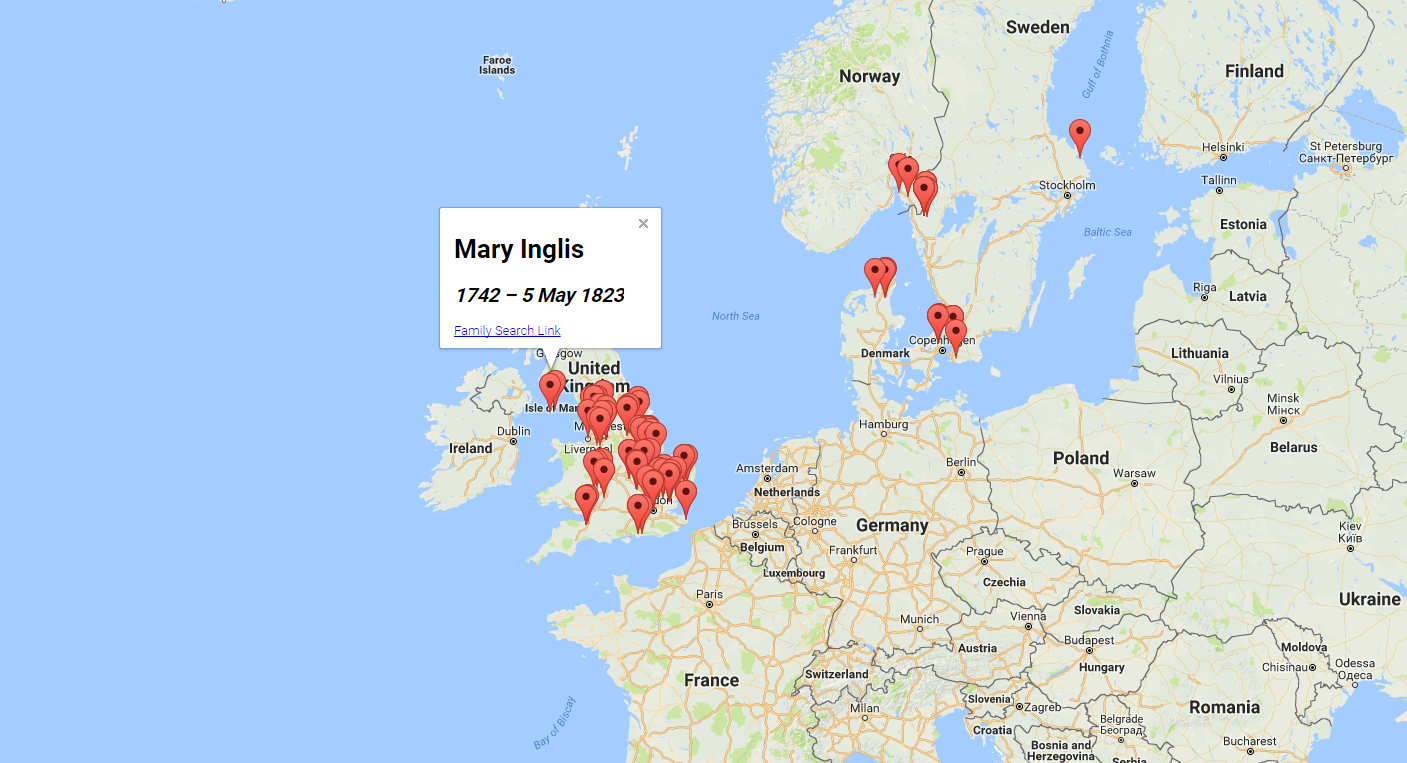 Sweden
Faroe
Islands
Norway
Gulf of Bothnia
Finland
Helsinki
St Petersburg
Санкт-Петербург
Tallinn
Stockholm
Estonia
Baltic Sea
Mary Inglis
1742 – 5 May 1823
Family Search Link
Riga
Latvia
North Sea
Glasgow
United
Kingdom
Denmark
Lithuania
Vilnius
Isle of Man
Minsk
Мінск
Dublin
Hamburg
Ireland
Belarus
Poland
Berlin
Amsterdam
Warsaw
Netherlands
Brussels
Cologne
Germany
Kiev
Київ
Belgium
Frankfurt
Prague
Luxembourg
Czechia
Paris
Ukraine
Slovakia
Munich
Vienna
Budapest
Austria
Moldova
Hungary
Chisinau
Odessa
Одеса
France
Switzerland
Slovenia
Zagreb
Milan
Romania
Croatia
Belgrade
Београд
Bay of Biscay
Bosnia and
Herzegovina
Bucharest